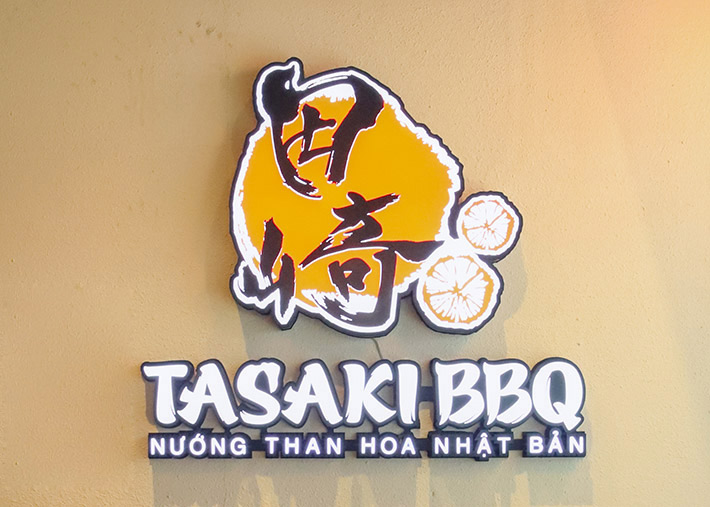 田
崎
TASAKI BBQ
NƯỚNG THAN HOA NHẬT BẢN